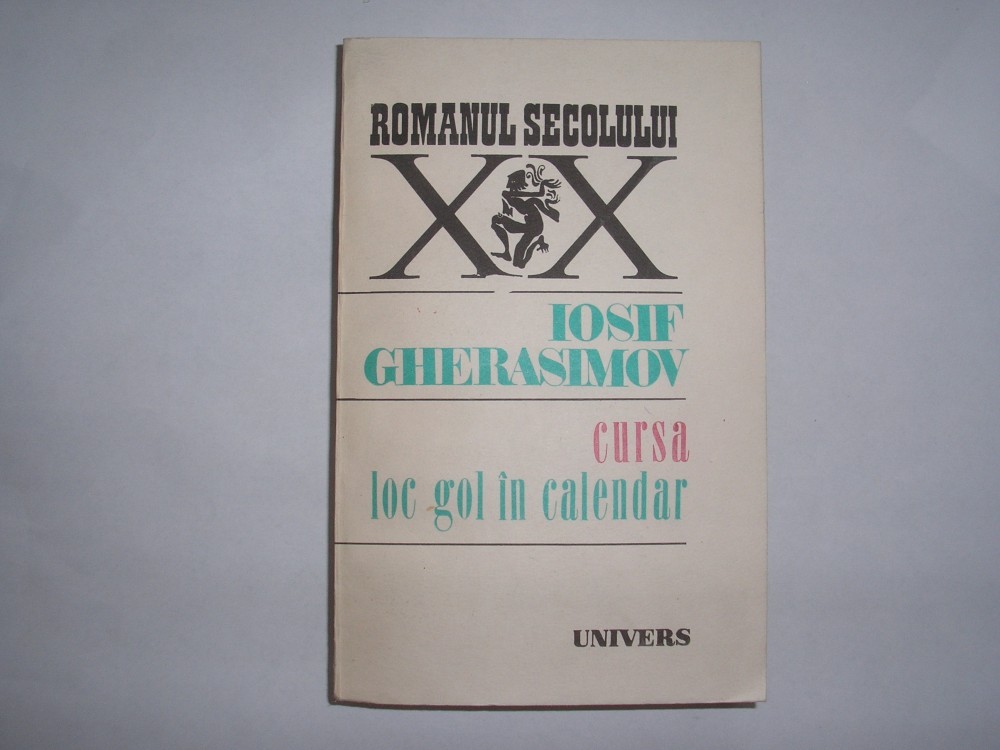 ROMANUL SECOLULUI
XX
IOSIF
GHERASIMOV
cursa
loc gol în calendar
UNIVERS